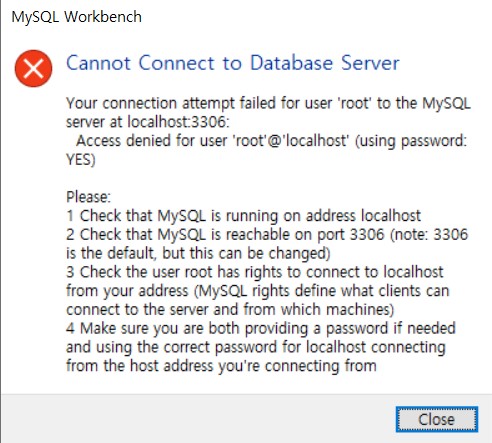 MySQL Workbench
Cannot Connect to Database Server
Your connection attempt failed for user 'root' to the MySQL
server at localhost:3306:
Access denied for user 'root'@'localhost' (using password:
YES)
Please:
1 Check that MySQL is running on address localhost
2 Check that MySQL is reachable on port 3306 (note: 3306
is the default, but this can be changed)
3 Check the user root has rights to connect to localhost
from your address (MySQL rights define what clients can
connect to the server and from which machines)
4 Make sure you are both providing a password if needed
and using the correct password for localhost connecting
from the host address you're connecting from
Close